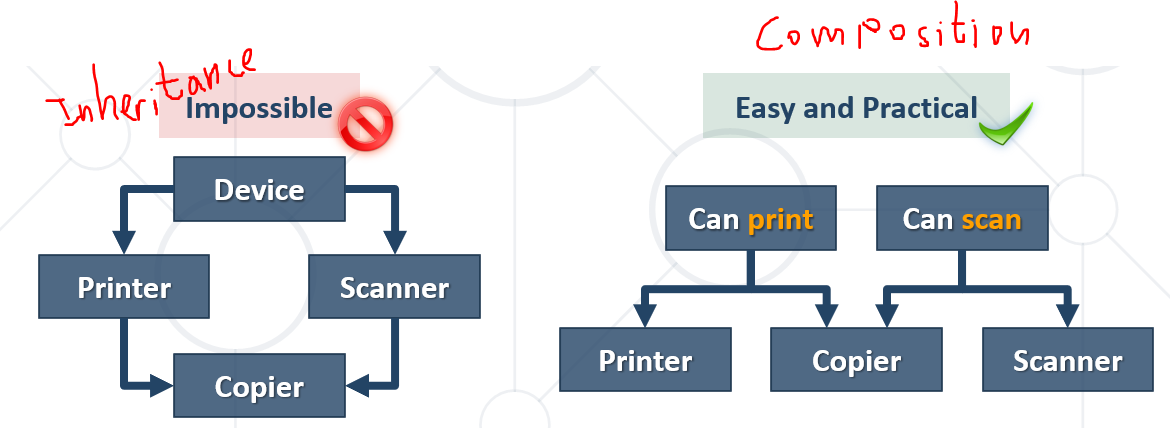 Inheritance
Impossible
Device
Printer
Scanner
Copier
Composition
Easy and Practical
Can print
Can scan
Printer
Copier
Scanner